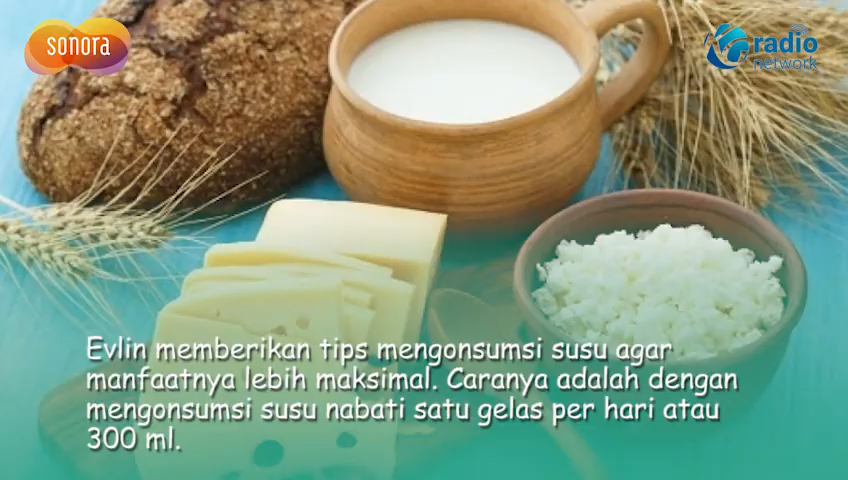 sonora
radio
network
Evlin memberikan tips mengonsumsi susu agar
manfaatnya lebih maksimal. Caranya adalah dengan
mengonsumsi susu nabati satu gelas per hari atau
300 ml.